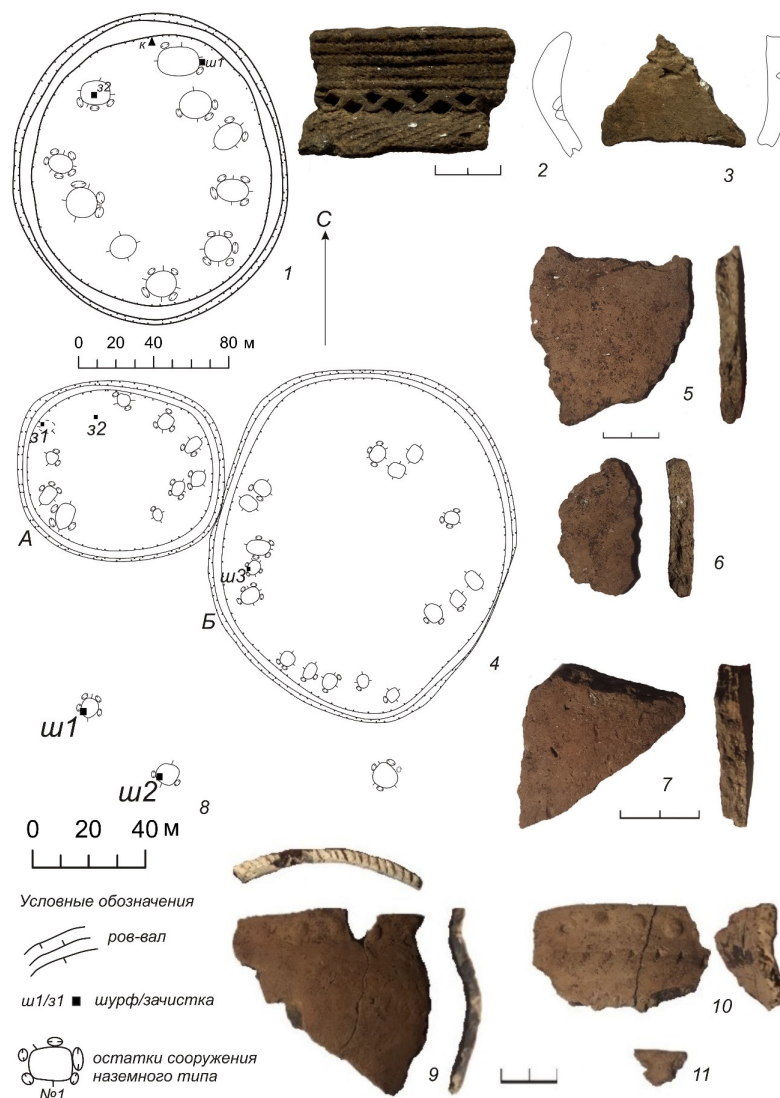 к
ш1
з2
2
3
С
1
0 20 40 80 м
з1
з2
5
А
ш3
6
Б
4
ш1
7
ш2
8
0 20 40 м
Условные обозначения
ров-вал
ш1/з1 шурф/зачистка
остатки сооружения
наземного типа
№1
9
10
11